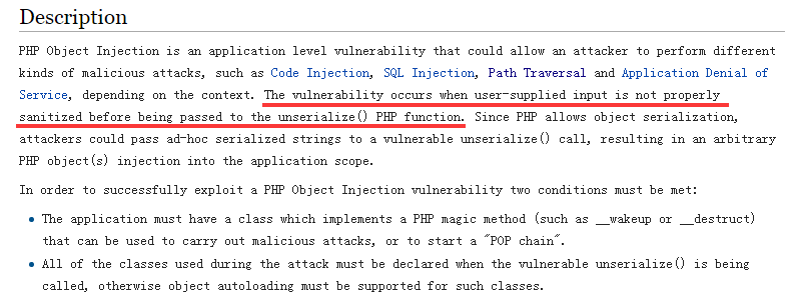 Description
PHP Object Injection is an application level vulnerability that could allow an attacker to perform different
kinds of malicious attacks, such as Code Injection, SQL Injection, Path Traversal and Application Denial of
Service, depending on the context. The vulnerability occurs when user-supplied input is not properly
sanitized before being passed to the unserialize() PHP function. Since PHP allows object serialization,
attackers could pass ad-hoc serialized strings to a vulnerable unserialize() call, resulting in an arbitrary
PHP object(s) injection into the application scope.
In order to successfully exploit a PHP Object Injection vulnerability two conditions must be met:
• The application must have a class which implements a PHP magic method (such as __wakeup or __destruct)
that can be used to carry out malicious attacks, or to start a "POP chain".
• All of the classes used during the attack must be declared when the vulnerable unserialize() is being
called, otherwise object autoloading must be supported for such classes.